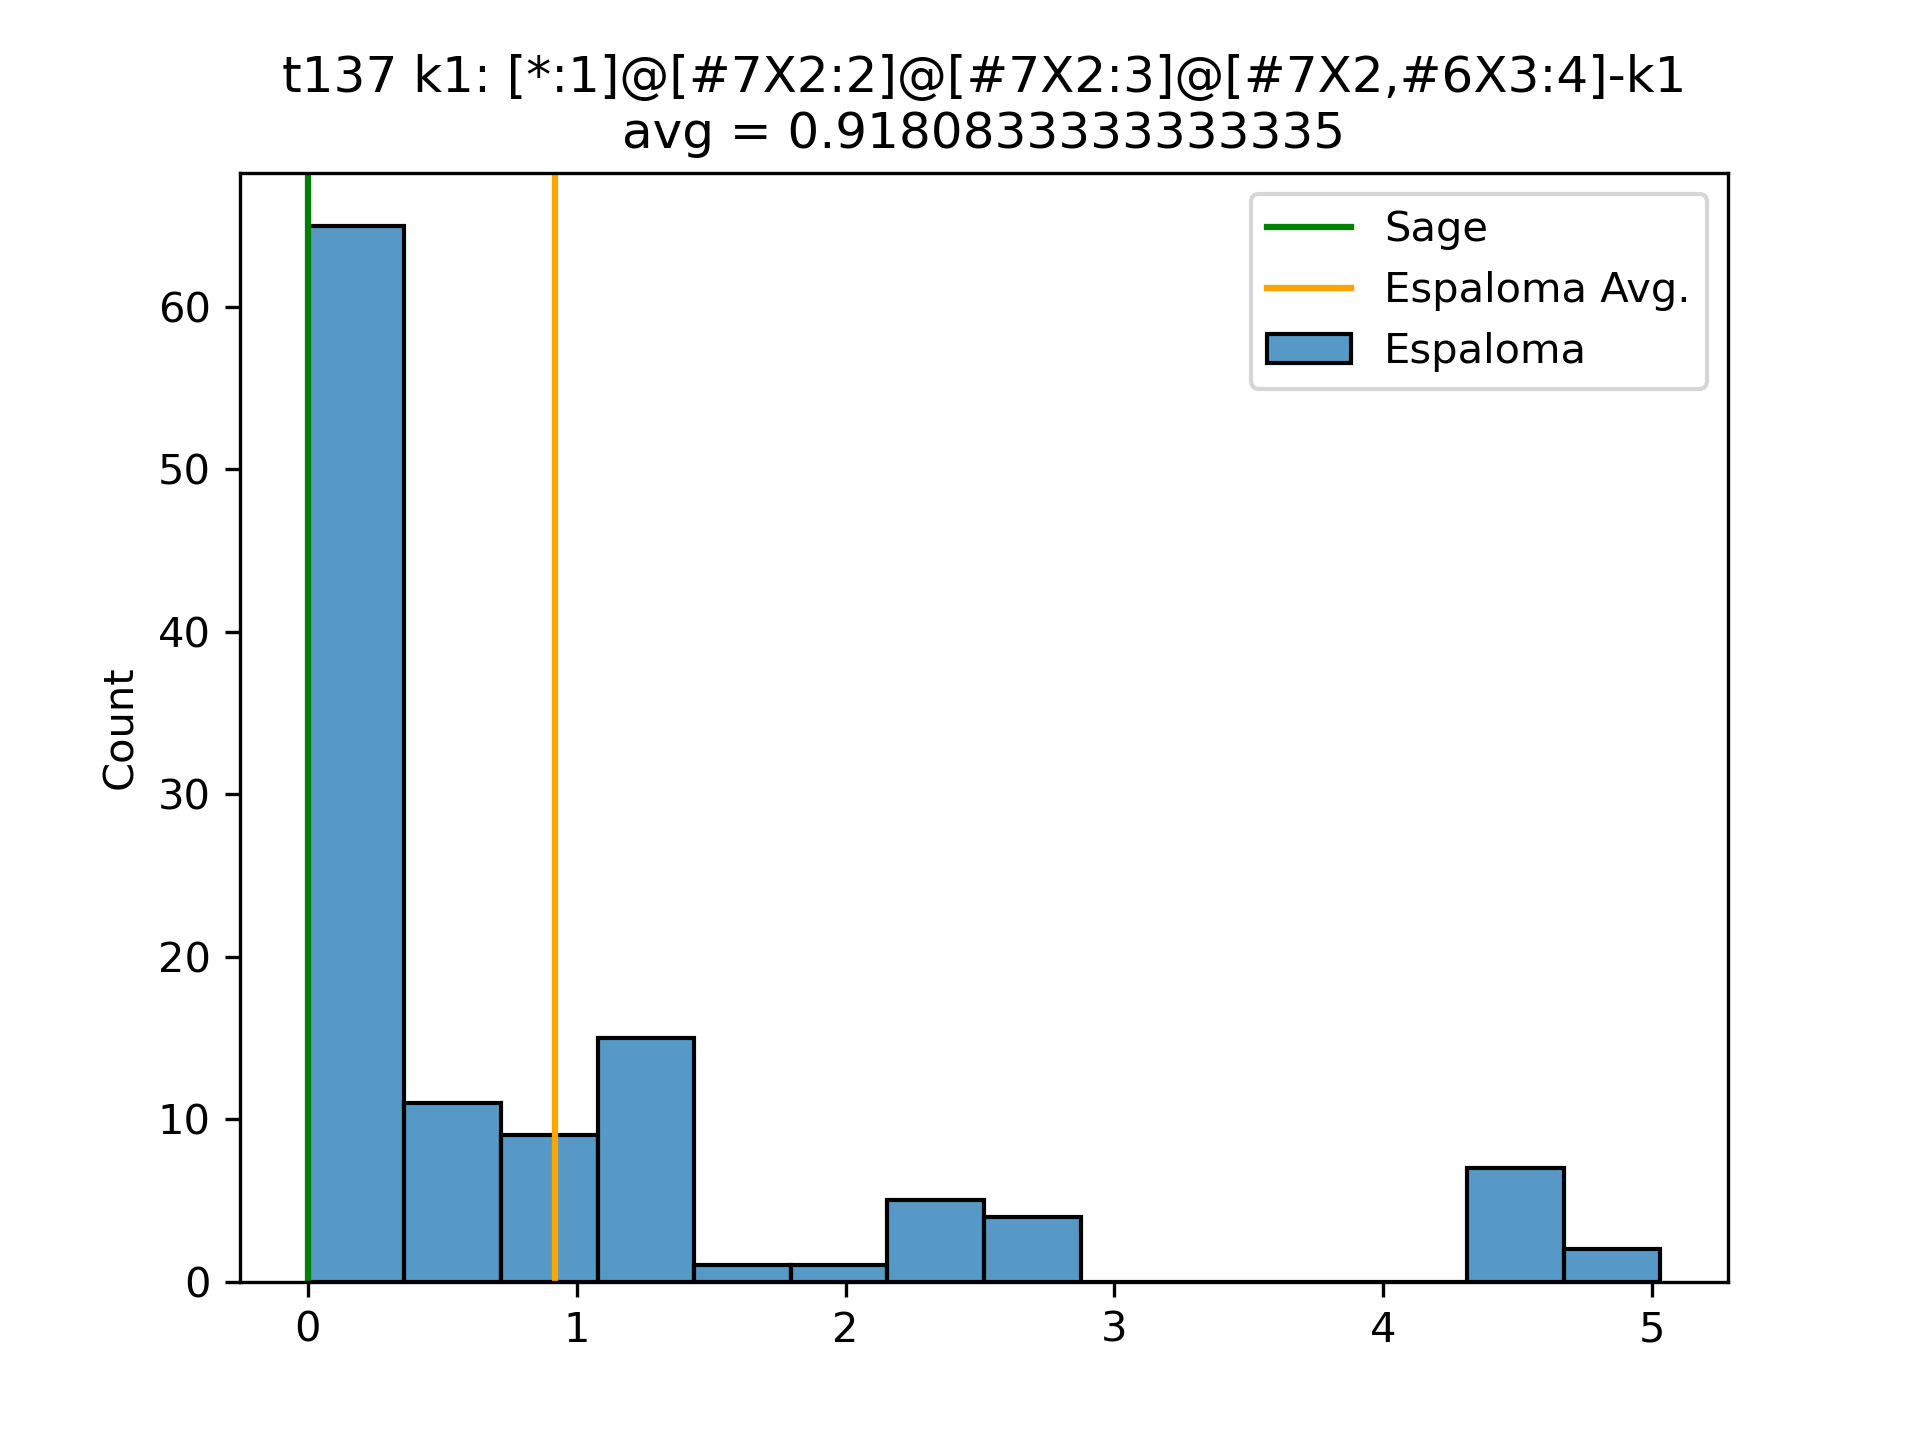 t137 k1: [*:1]@[#7X2:2]@[#7X2:3]@[#7X2,#6X3:4]-k1
avg = 0.9180833333333335
Sage
Espaloma Avg.
Espaloma
Count
60
50
40
30
20
10
0
0 1 2 3 4 5